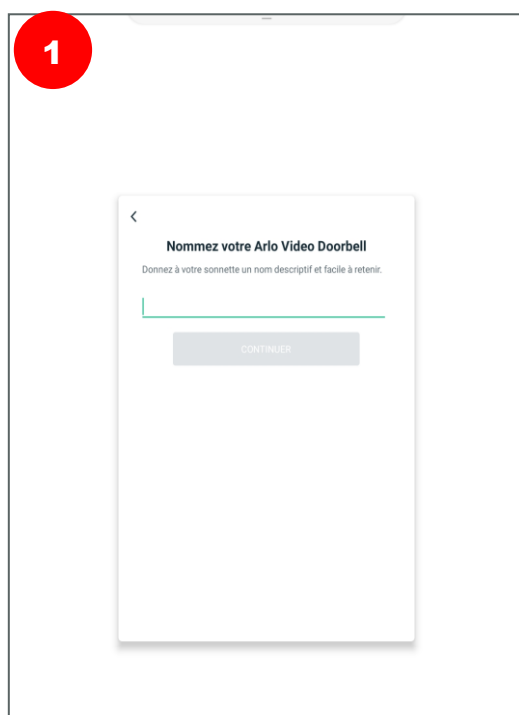 1
Nommez votre Arlo Video Doorbell
Donnez à votre sonnette un nom descriptif et facile à retenir.
CONTINUER